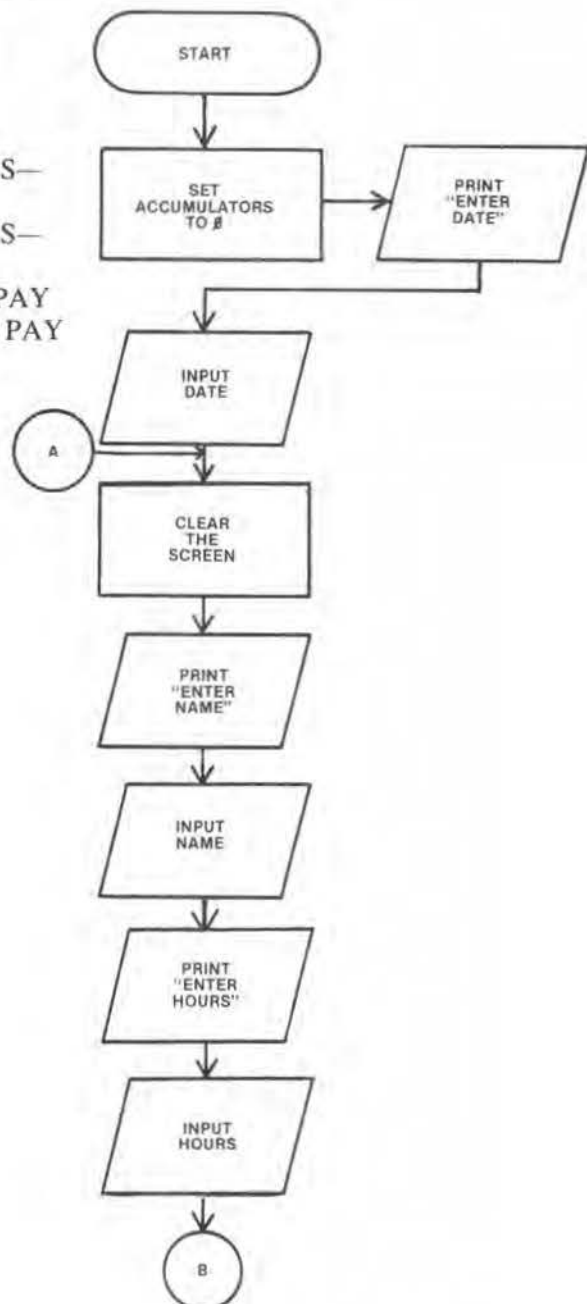 START
S—
S—
PAY
PAY
SET
ACCUMULATORS
TO Ø
PRINT
"ENTER
DATE"
INPUT
DATE
A
CLEAR
THE
SCREEN
PRINT
"ENTER
NAME"
INPUT
NAME
PRINT
"ENTER
HOURS"
INPUT
HOURS
B